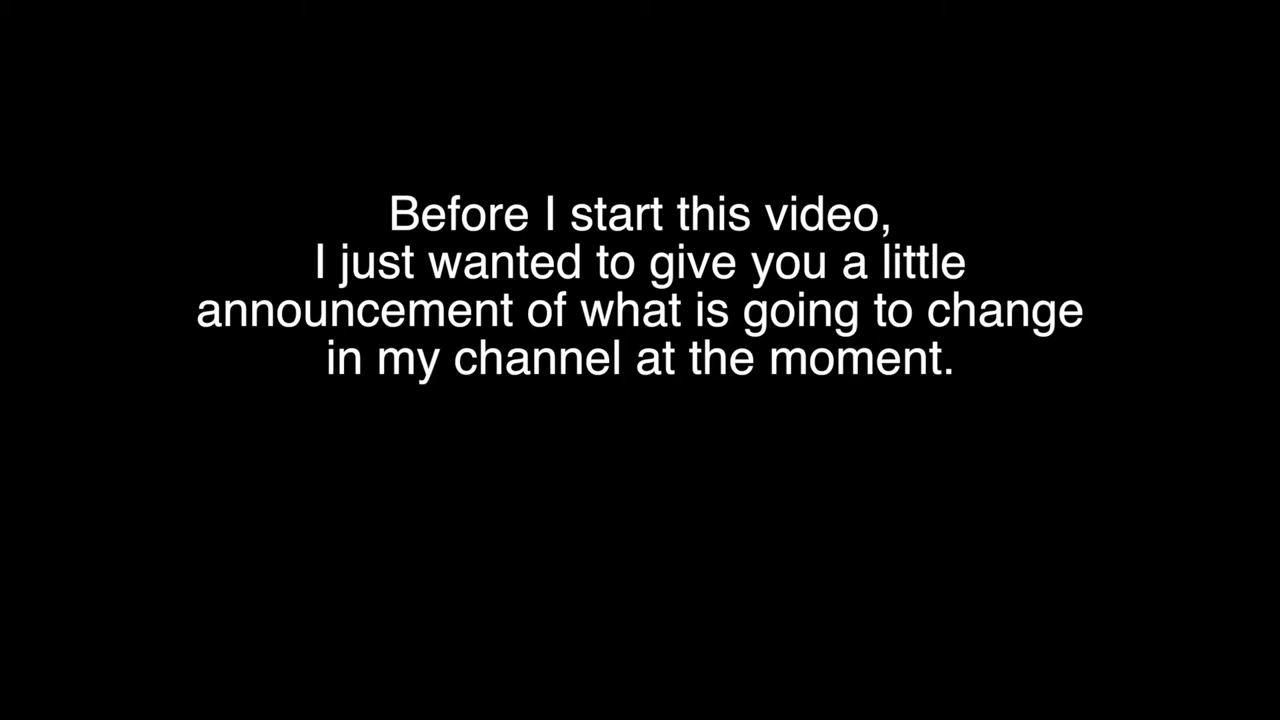 Before I start this video,
I just wanted to give you a little
announcement of what is going to change
in my channel at the moment.